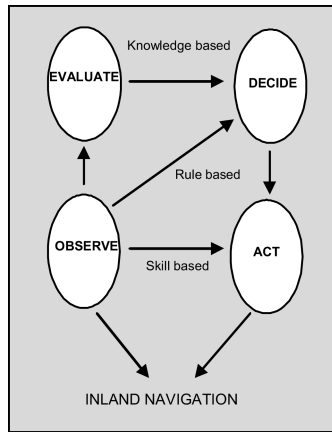 Knowledge based
EVALUATE
DECIDE
Rule based
OBSERVE
ACT
Skill based
INLAND NAVIGATION